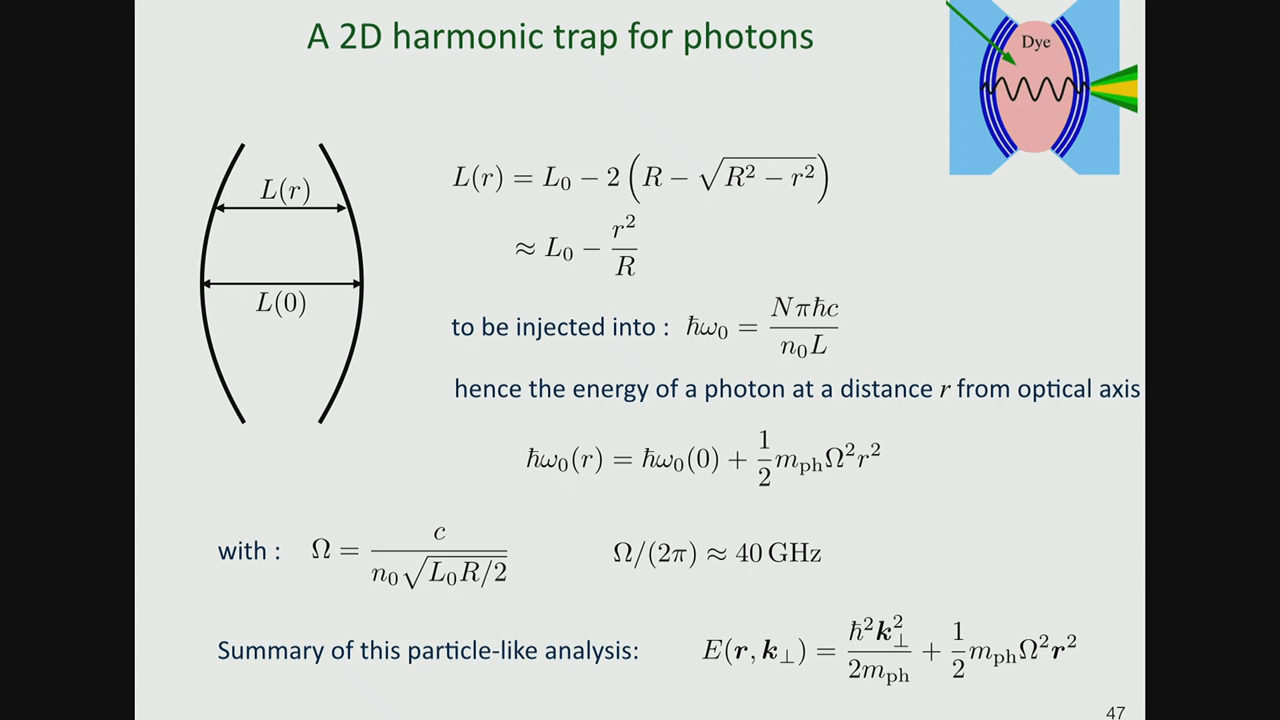 A 2D harmonic trap for photons
Dye
L(r)
L(0)
L(r) = L₀ − 2 (R − √(R² − r²))
≈ L₀ − r²/R
to be injected into : ħω₀ = Nπħc / n₀L
hence the energy of a photon at a distance r from optical axis
ħω₀(r) = ħω₀(0) + 1/2 m_ph Ω² r²
with : Ω = c / (n₀√(L₀R/2))    Ω/(2π) ≈ 40 GHz
Summary of this particle-like analysis: E(r, k⊥) = ħ²k⊥² / 2m_ph + 1/2 m_ph Ω² r²
47